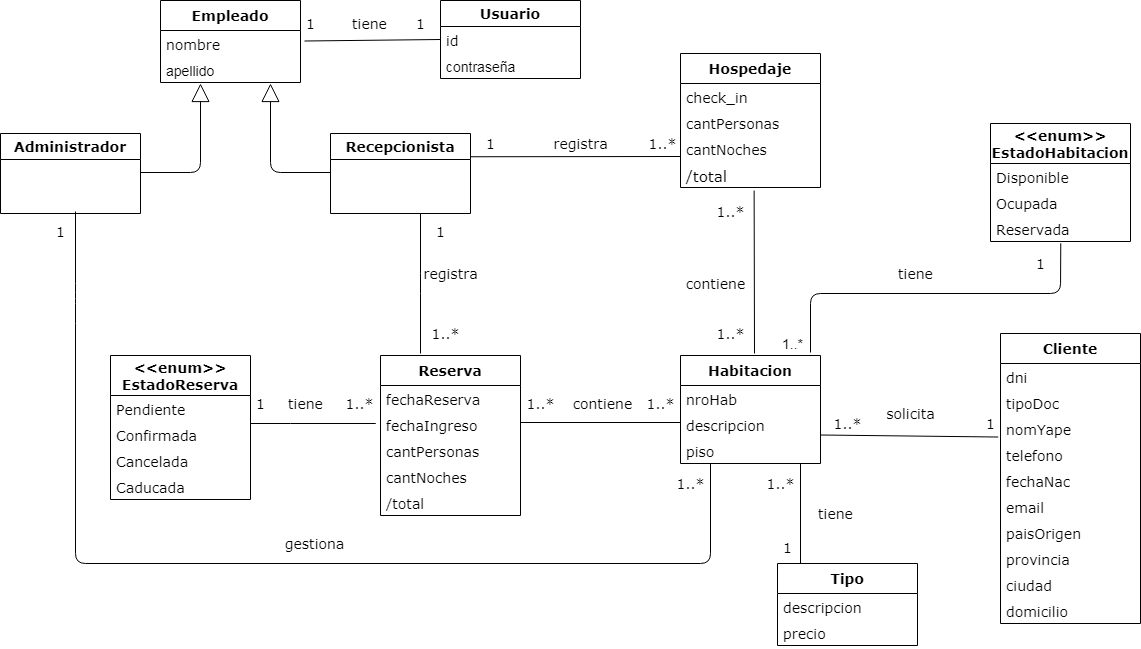 Empleado
nombre
apellido
1 tiene 1
Usuario
id
contraseña
Hospedaje
check_in
cantPersonas
cantNoches
/total
Administrador
Recepcionista
1 registra 1..*
<<enum>>
EstadoHabitacion
Disponible
Ocupada
Reservada
1
1
registra
1..*
1..*
contiene
1..*
1
tiene
1..*
<<enum>>
EstadoReserva
Pendiente
Confirmada
Cancelada
Caducada
1 tiene 1..*
Reserva
fechaReserva
fechaIngreso
cantPersonas
cantNoches
/total
1..* contiene 1..*
Habitacion
nroHab
descripcion
piso
1..* solicita 1
Cliente
dni
tipoDoc
nomYape
telefono
fechaNac
email
paisOrigen
provincia
ciudad
domicilio
1..*
gestiona
1..*
tiene
1
Tipo
descripcion
precio